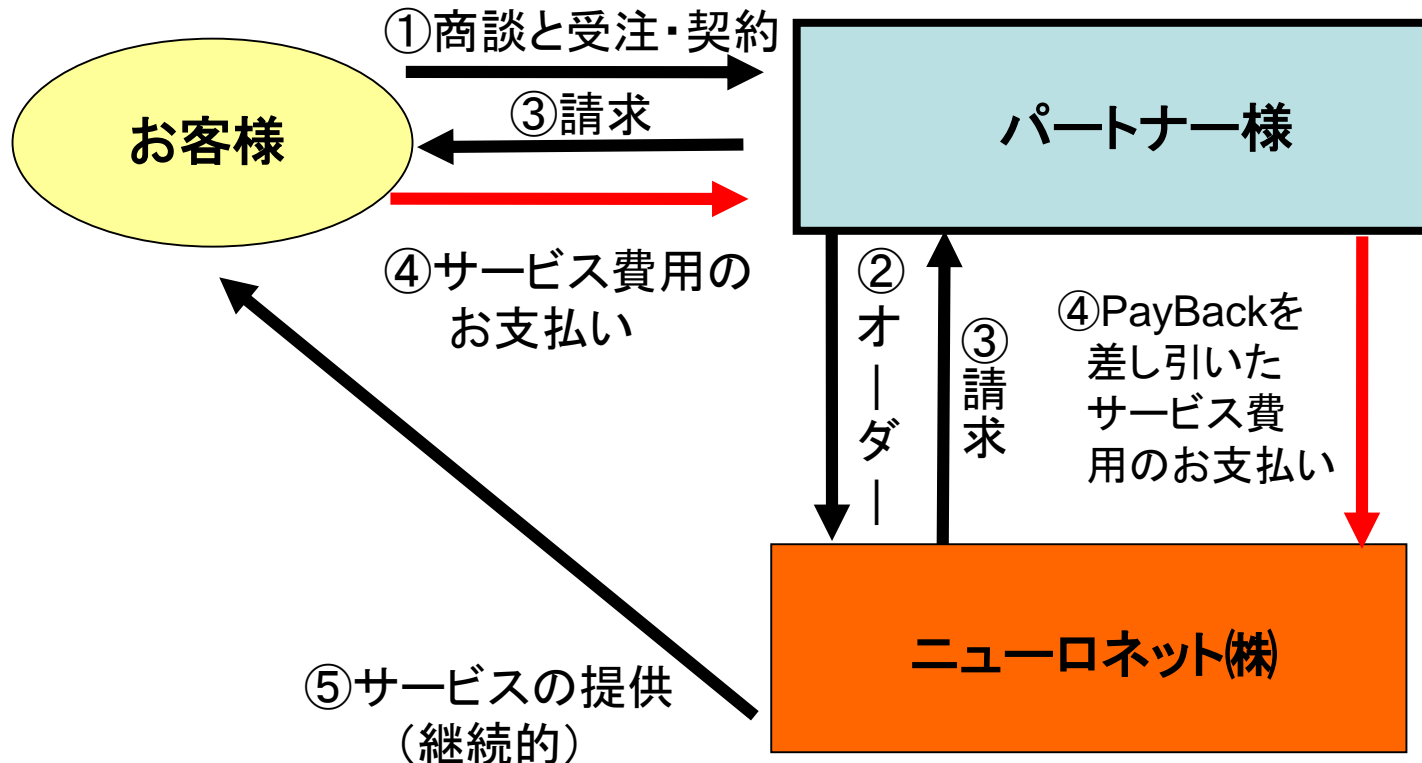 ①商談と受注・契約
③請求
お客様
パートナー様
④サービス費用の
お支払い
②オーダー
③請求
④PayBackを
差し引いた
サービス費
用のお支払い
ニューロネット㈱
⑤サービスの提供
（継続的）